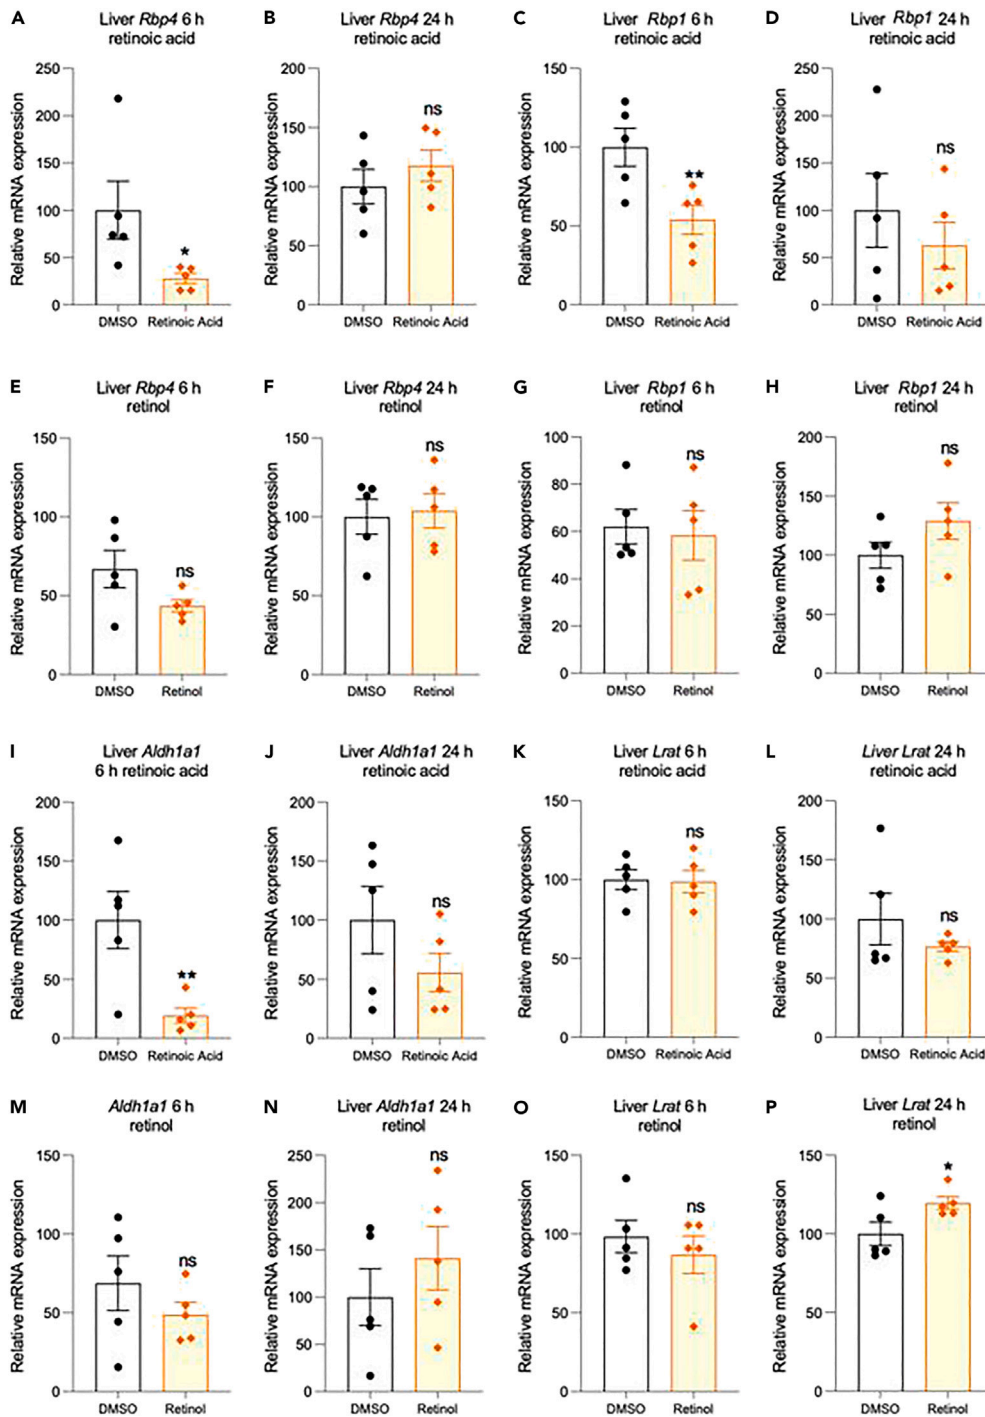 A
Liver Rbp4 6 h
retinoic acid
Relative mRNA expression
250
200
150
100
50
0
★
DMSO
Retinoic Acid
B
Liver Rbp4 24 h
retinoic acid
Relative mRNA expression
200
150
100
50
0
ns
DMSO
Retinoic Acid
C
Liver Rbp1 6 h
retinoic acid
Relative mRNA expression
150
100
50
0
★★
DMSO
Retinoic Acid
D
Liver Rbp1 24 h
retinoic acid
Relative mRNA expression
250
200
150
100
50
0
ns
DMSO
Retinoic Acid
E
Liver Rbp4 6 h
retinol
Relative mRNA expression
150
100
50
0
ns
DMSO
Retinol
F
Liver Rbp4 24 h
retinol
Relative mRNA expression
150
100
50
0
ns
DMSO
Retinol
G
Liver Rbp1 6 h
retinol
Relative mRNA expression
100
80
60
40
20
0
ns
DMSO
Retinol
H
Liver Rbp1 24 h
retinol
Relative mRNA expression
200
150
100
50
0
ns
DMSO
Retinol
I
Liver Aldh1a1
6 h retinoic acid
Relative mRNA expression
200
150
100
50
0
★★
DMSO
Retinoic Acid
J
Liver Aldh1a1 24 h
retinoic acid
Relative mRNA expression
200
150
100
50
0
ns
DMSO
Retinoic Acid
K
Liver Lrat 6 h
retinoic acid
Relative mRNA expression
150
100
50
0
ns
DMSO
Retinoic Acid
L
Liver Lrat 24 h
retinoic acid
Relative mRNA expression
200
150
100
50
0
ns
DMSO
Retinoic Acid
M
Aldh1a1 6 h
retinol
Relative mRNA expression
150
100
50
0
ns
DMSO
Retinol
N
Liver Aldh1a1 24 h
retinol
Relative mRNA expression
250
200
150
100
50
0
ns
DMSO
Retinol
O
Liver Lrat 6 h
retinol
Relative mRNA expression
150
100
50
0
ns
DMSO
Retinol
P
Liver Lrat 24 h
retinol
Relative mRNA expression
150
100
50
0
★
DMSO
Retinol